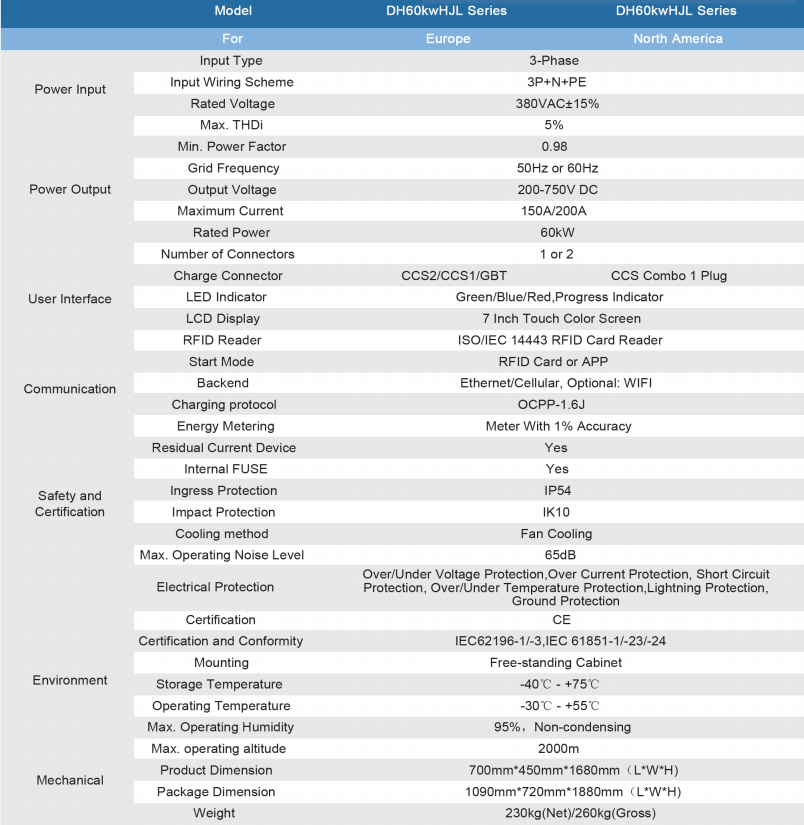 Model DH60kwHJL Series DH60kwHJL Series
For Europe North America
Power Input
Input Type 3-Phase
Input Wiring Scheme 3P+N+PE
Rated Voltage 380VAC±15%
Max. THDi 5%
Min. Power Factor 0.98
Power Output
Grid Frequency 50Hz or 60Hz
Output Voltage 200-750V DC
Maximum Current 150A/200A
Rated Power 60kW
Number of Connectors 1 or 2
User Interface
Charge Connector CCS2/CCS1/GBT CCS Combo 1 Plug
LED Indicator Green/Blue/Red,Progress Indicator
LCD Display 7 Inch Touch Color Screen
RFID Reader ISO/IEC 14443 RFID Card Reader
Communication
Start Mode RFID Card or APP
Backend Ethernet/Cellular, Optional: WIFI
Charging protocol OCPP-1.6J
Energy Metering Meter With 1% Accuracy
Safety and
Certification
Residual Current Device Yes
Internal FUSE Yes
Ingress Protection IP54
Impact Protection IK10
Cooling method Fan Cooling
Max. Operating Noise Level 65dB
Electrical Protection
Over/Under Voltage Protection,Over Current Protection, Short Circuit
Protection, Over/Under Temperature Protection,Lightning Protection,
Ground Protection
Certification CE
Certification and Conformity IEC62196-1/-3,IEC 61851-1/-23/-24
Environment
Mounting Free-standing Cabinet
Storage Temperature -40℃ - +75℃
Operating Temperature -30℃ - +55℃
Max. Operating Humidity 95%，Non-condensing
Max. operating altitude 2000m
Mechanical
Product Dimension 700mm*450mm*1680mm（L*W*H)
Package Dimension 1090mm*720mm*1880mm（L*W*H)
Weight 230kg(Net)/260kg(Gross)